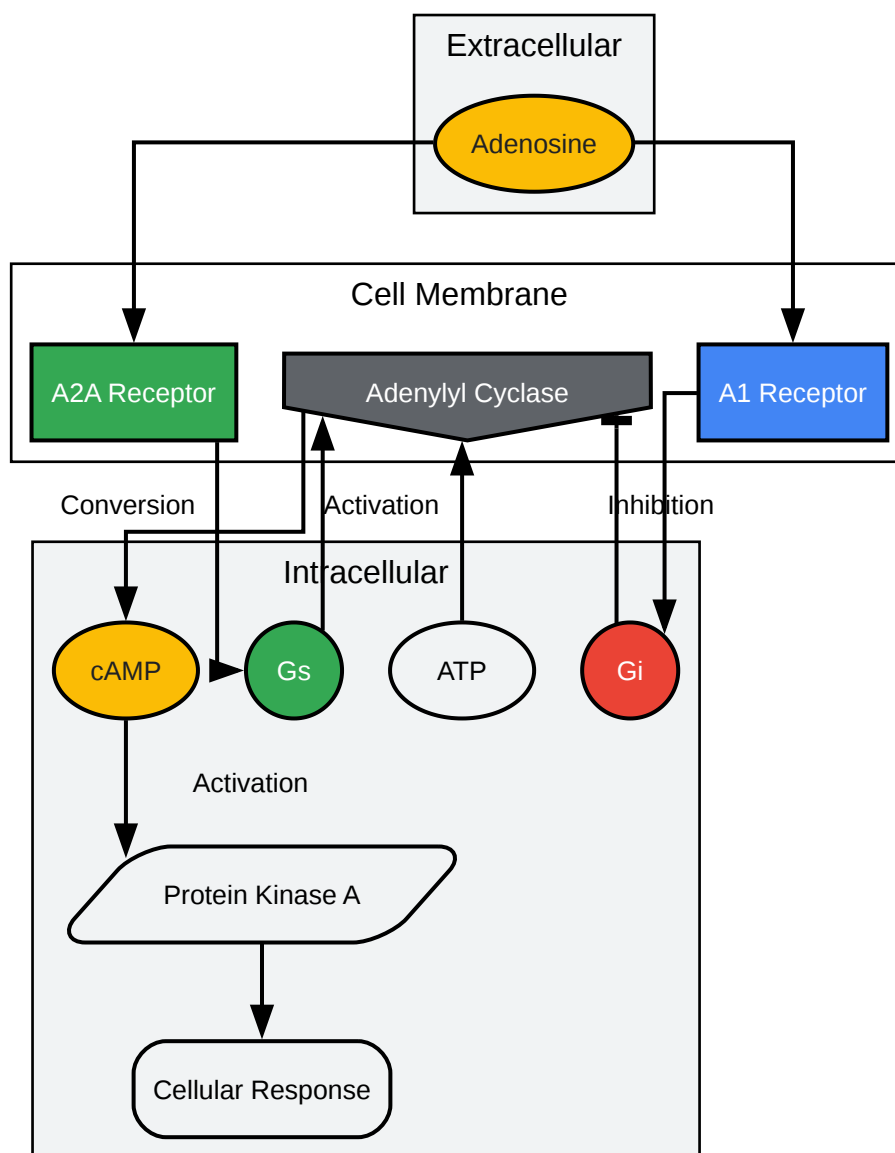 Extracellular
Adenosine
Cell Membrane
A2A Receptor
Adenylyl Cyclase
A1 Receptor
Conversion
Activation
Inhibition
Intracellular
cAMP
Gs
ATP
Gi
Activation
Protein Kinase A
Cellular Response